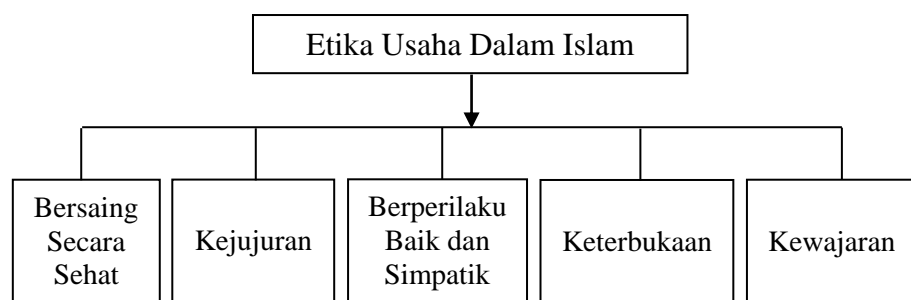 Etika Usaha Dalam Islam
Bersaing
Secara
Sehat
Kejujuran
Berperilaku
Baik dan
Simpatik
Keterbukaan
Kewajaran